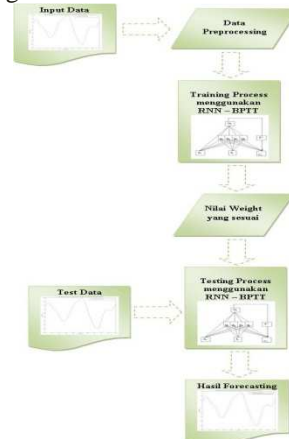 Input Data
Data
Preprocessing
Training Process
menggunakan
RNN – BPTT
Nilai Weight
yang sesuai
Test Data
Testing Process
menggunakan
RNN – BPTT
Hasil Forecasting